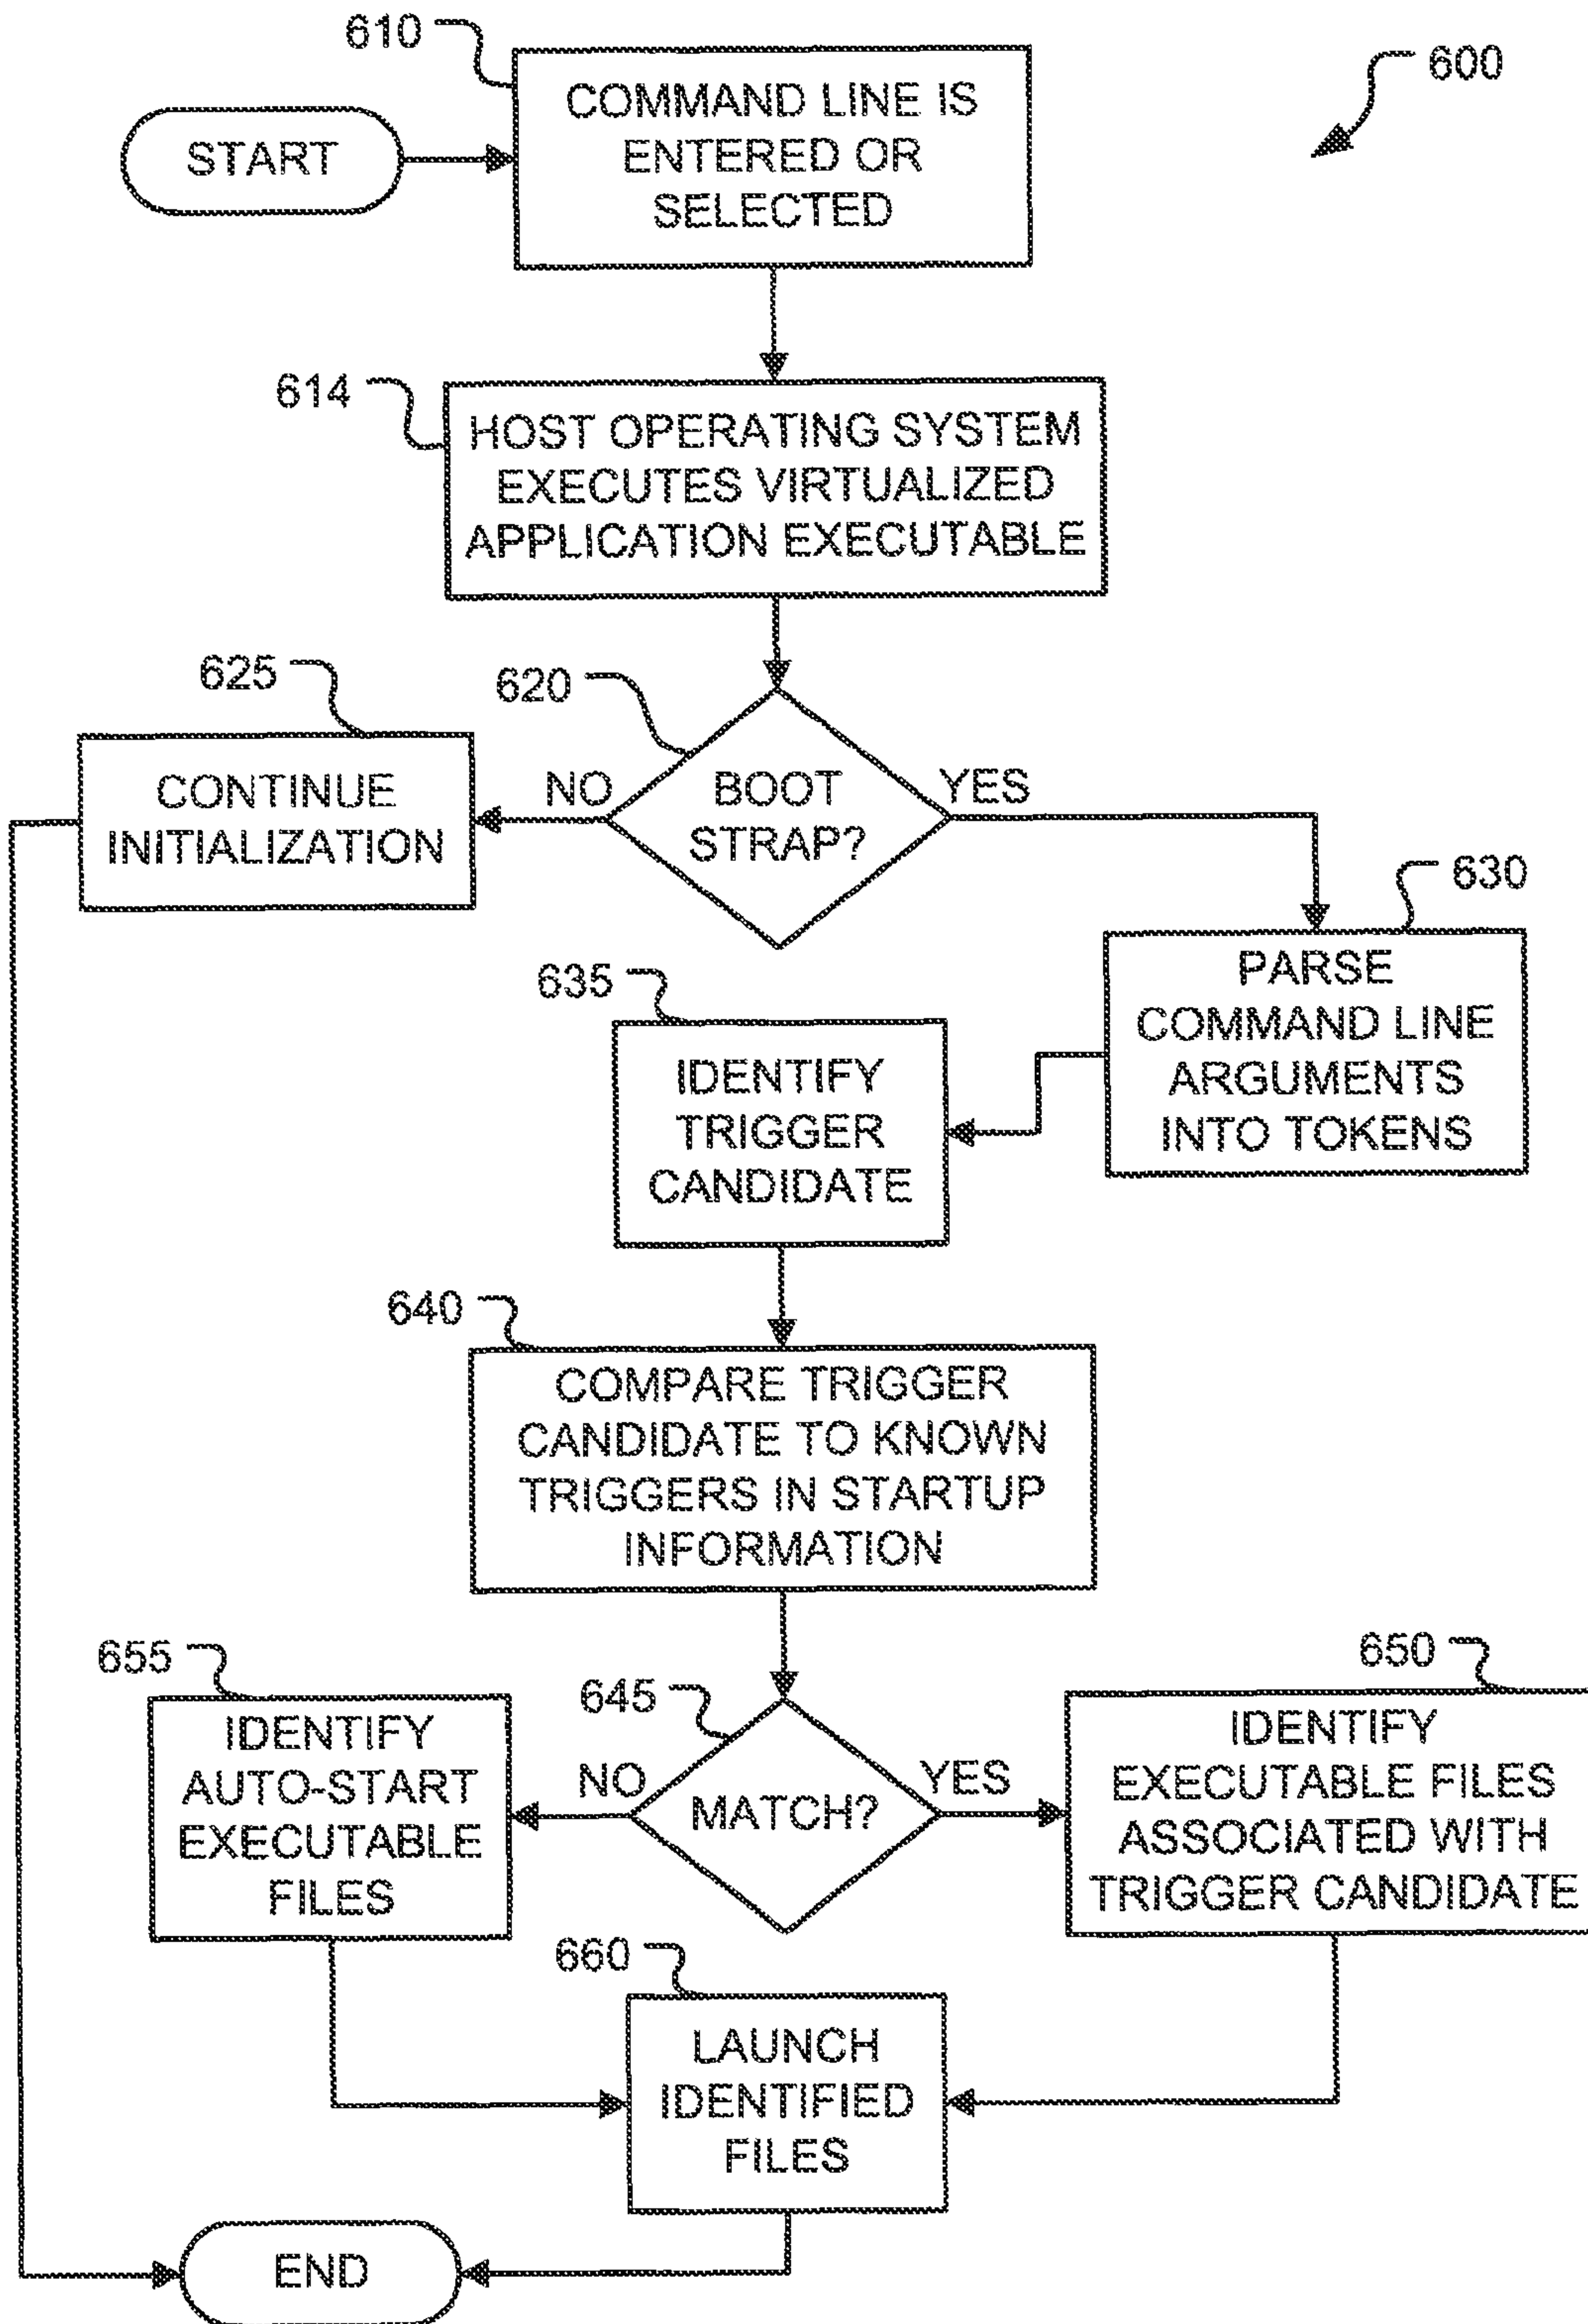 610
COMMAND LINE IS
ENTERED OR
SELECTED
600
START
614
HOST OPERATING SYSTEM
EXECUTES VIRTUALIZED
APPLICATION EXECUTABLE
625
CONTINUE
INITIALIZATION
620
NO
BOOT
STRAP?
YES
630
PARSE
COMMAND LINE
ARGUMENTS
INTO TOKENS
635
IDENTIFY
TRIGGER
CANDIDATE
640
COMPARE TRIGGER
CANDIDATE TO KNOWN
TRIGGERS IN STARTUP
INFORMATION
655
IDENTIFY
AUTO-START
EXECUTABLE
FILES
645
NO
MATCH?
YES
650
IDENTIFY
EXECUTABLE FILES
ASSOCIATED WITH
TRIGGER CANDIDATE
660
LAUNCH
IDENTIFIED
FILES
END